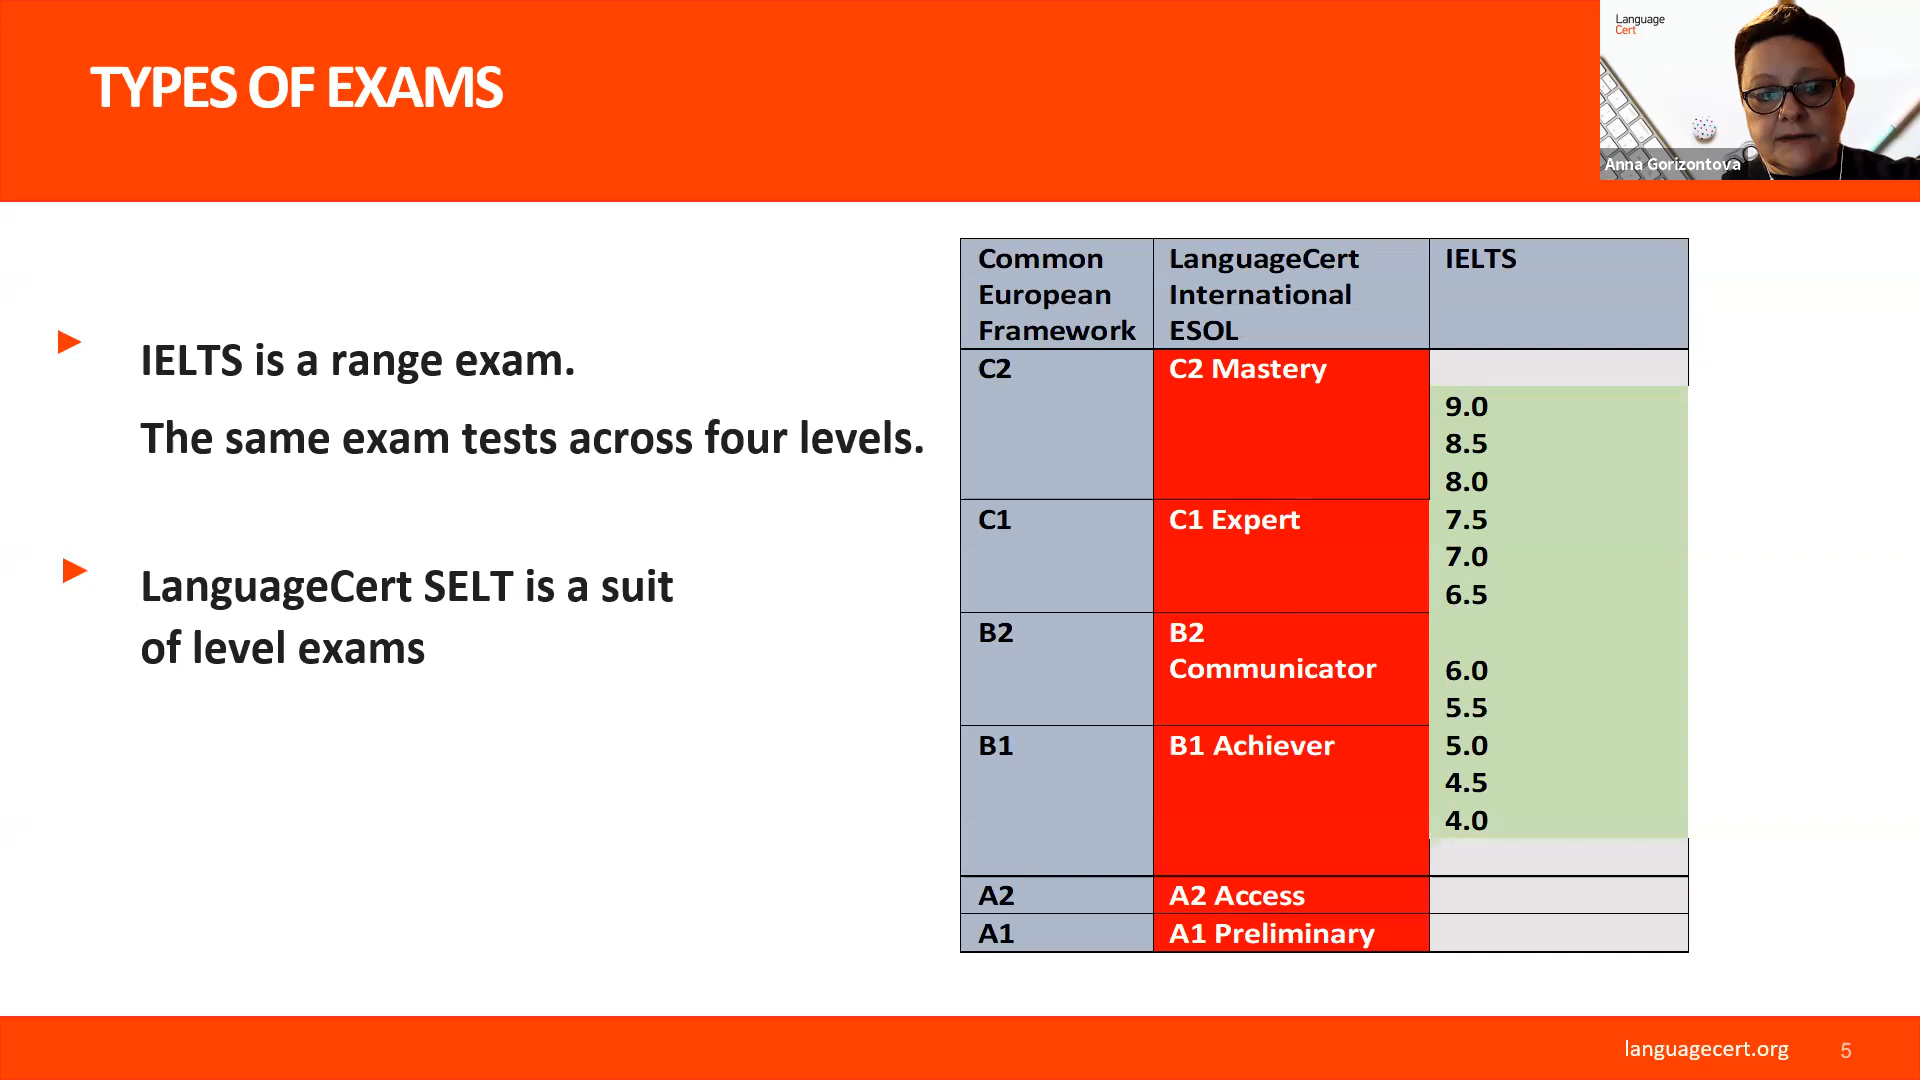 TYPES OF EXAMS
Language
Cert
Anna Gorizontova
IELTS is a range exam.
The same exam tests across four levels.
LanguageCert SELT is a suit
of level exams
Common
European
Framework
LanguageCert
International
ESOL
IELTS
C2
C2 Mastery
9.0
8.5
8.0
C1
C1 Expert
7.5
7.0
6.5
B2
B2
Communicator
6.0
5.5
B1
B1 Achiever
5.0
4.5
4.0
A2
A2 Access
A1
A1 Preliminary
languagecert.org
5